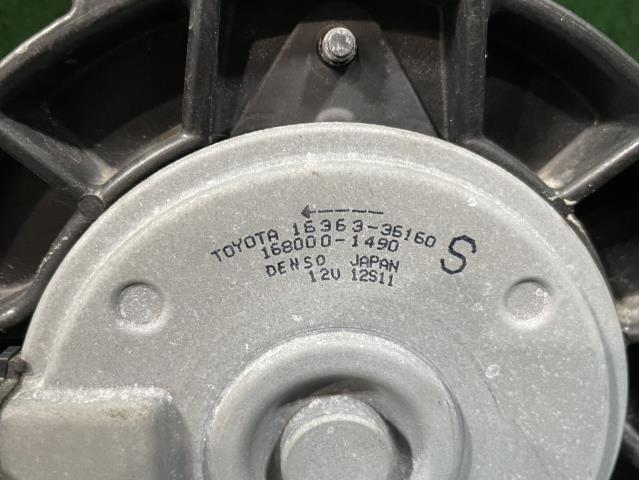 TOYOTA 16363-36160
168000-1490
S
DENSO JAPAN
12V 12S11